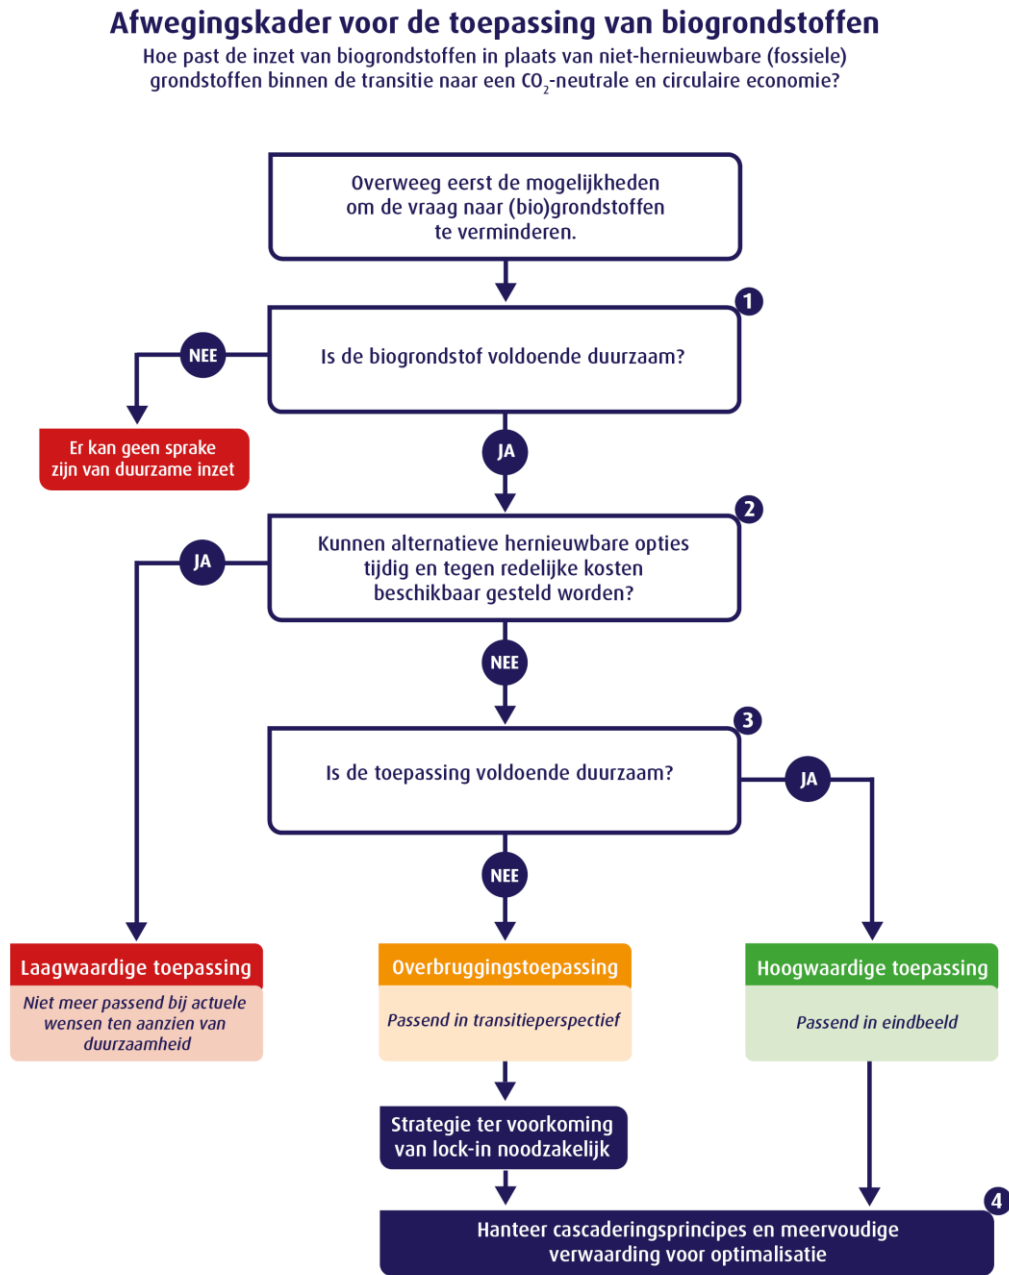 Afwegingskader voor de toepassing van biogrondstoffen
Hoe past de inzet van biogrondstoffen in plaats van niet-hernieuwbare (fossiele)
grondstoffen binnen de transitie naar een CO₂-neutrale en circulaire economie?
Overweeg eerst de mogelijkheden
om de vraag naar (bio)grondstoffen
te verminderen.
1
Is de biogrondstof voldoende duurzaam?
NEE
Er kan geen sprake
zijn van duurzame inzet
JA
2
Kunnen alternatieve hernieuwbare opties
tijdig en tegen redelijke kosten
beschikbaar gesteld worden?
JA
NEE
3
Is de toepassing voldoende duurzaam?
JA
NEE
Laagwaardige toepassing
Niet meer passend bij actuele
wensen ten aanzien van
duurzaamheid
Overbruggingstoepassing
Passend in transitieperspectief
Hoogwaardige toepassing
Passend in eindbeeld
Strategie ter voorkoming
van lock-in noodzakelijk
4
Hanteer cascaderingsprincipes en meervoudige
verwaarding voor optimalisatie